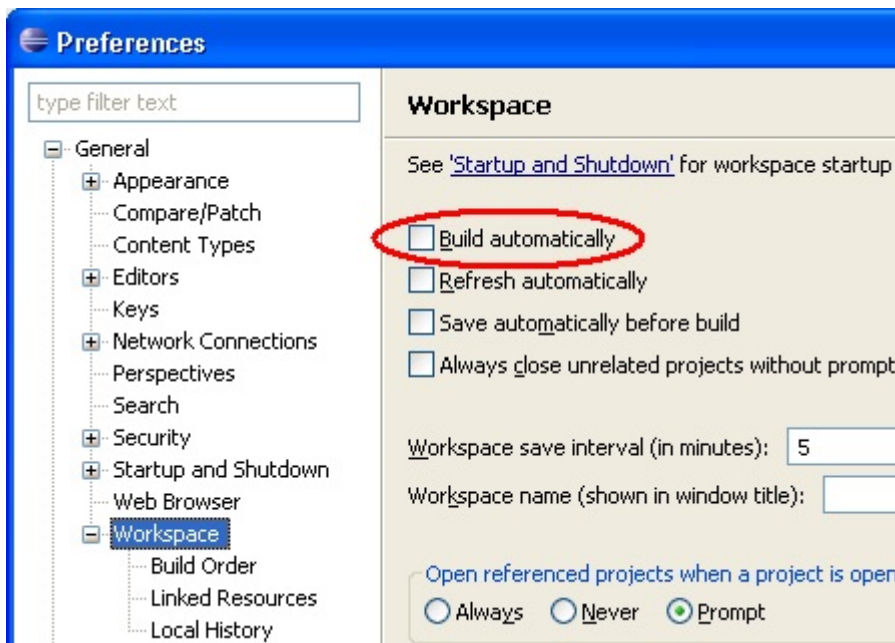 Preferences
type filter text
General
Appearance
Compare/Patch
Content Types
Editors
Keys
Network Connections
Perspectives
Search
Security
Startup and Shutdown
Web Browser
Workspace
Build Order
Linked Resources
Local History
Workspace
See 'Startup and Shutdown' for workspace startup
Build automatically
Refresh automatically
Save automatically before build
Always close unrelated projects without prompt
Workspace save interval (in minutes): 5
Workspace name (shown in window title):
Open referenced projects when a project is open
Always Never Prompt